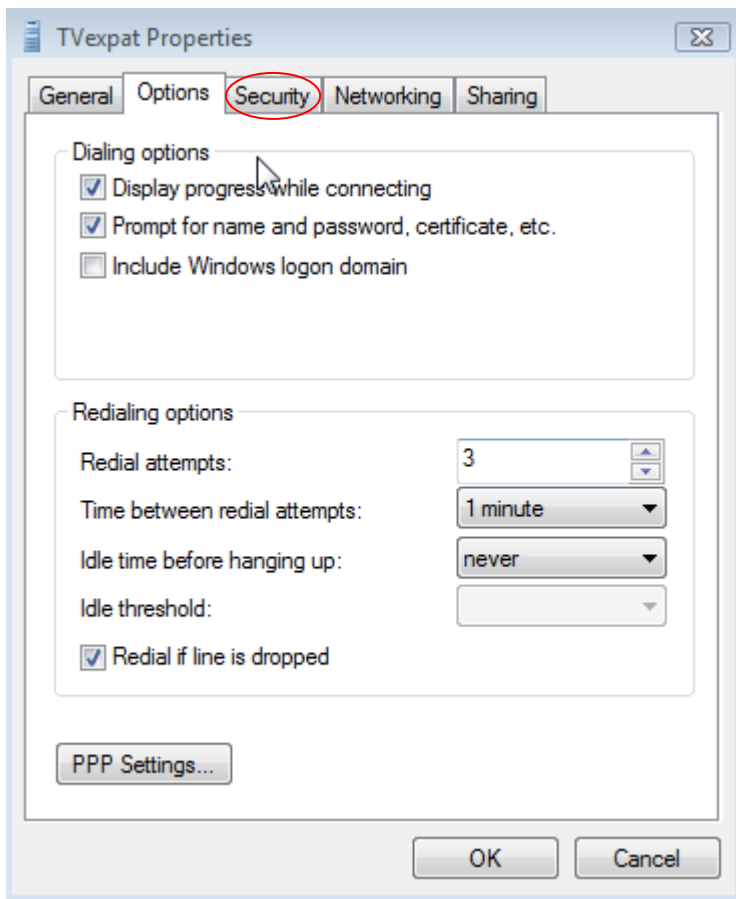 TVexpat Properties
General Options Security Networking Sharing
Dialing options
Display progress while connecting
Prompt for name and password, certificate, etc.
Include Windows logon domain
Redialing options
Redial attempts: 3
Time between redial attempts: 1 minute
Idle time before hanging up: never
Idle threshold:
Redial if line is dropped
PPP Settings...
OK Cancel